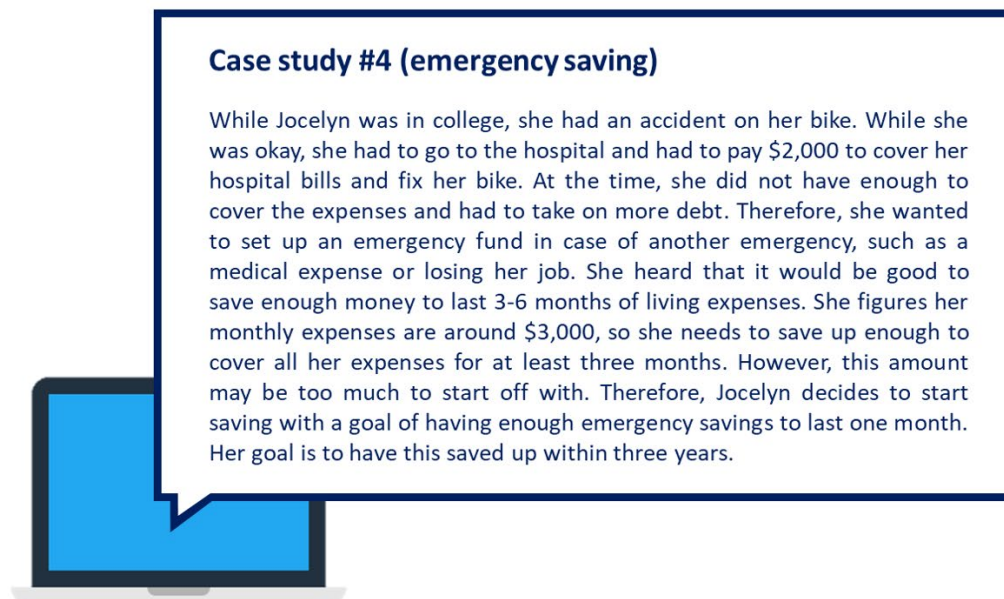 Case study #4 (emergency saving)
While Jocelyn was in college, she had an accident on her bike. While she
was okay, she had to go to the hospital and had to pay $2,000 to cover her
hospital bills and fix her bike. At the time, she did not have enough to
cover the expenses and had to take on more debt. Therefore, she wanted
to set up an emergency fund in case of another emergency, such as a
medical expense or losing her job. She heard that it would be good to
save enough money to last 3-6 months of living expenses. She figures her
monthly expenses are around $3,000, so she needs to save up enough to
cover all her expenses for at least three months. However, this amount
may be too much to start off with. Therefore, Jocelyn decides to start
saving with a goal of having enough emergency savings to last one month.
Her goal is to have this saved up within three years.